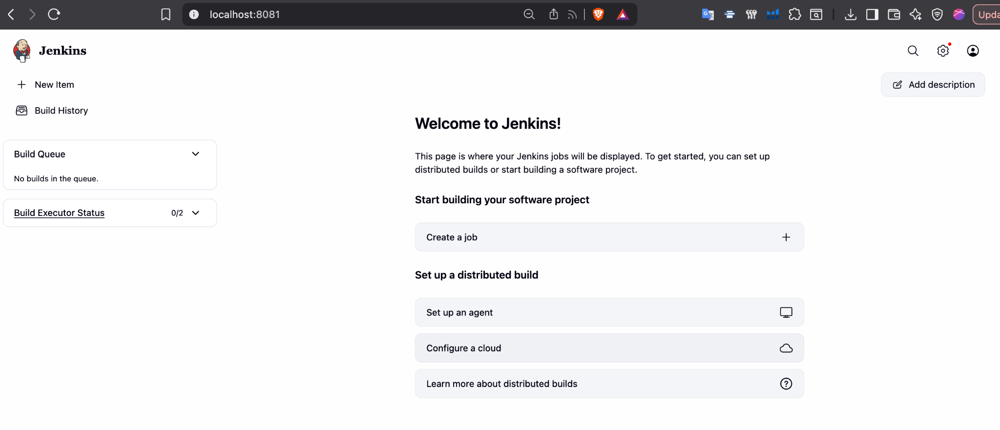 localhost:8081
Upda
Jenkins
New Item
Add description
Build History
Welcome to Jenkins!
Build Queue
No builds in the queue.
Build Executor Status 0/2
This page is where your Jenkins jobs will be displayed. To get started, you can set up
distributed builds or start building a software project.
Start building your software project
Create a job
Set up a distributed build
Set up an agent
Configure a cloud
Learn more about distributed builds